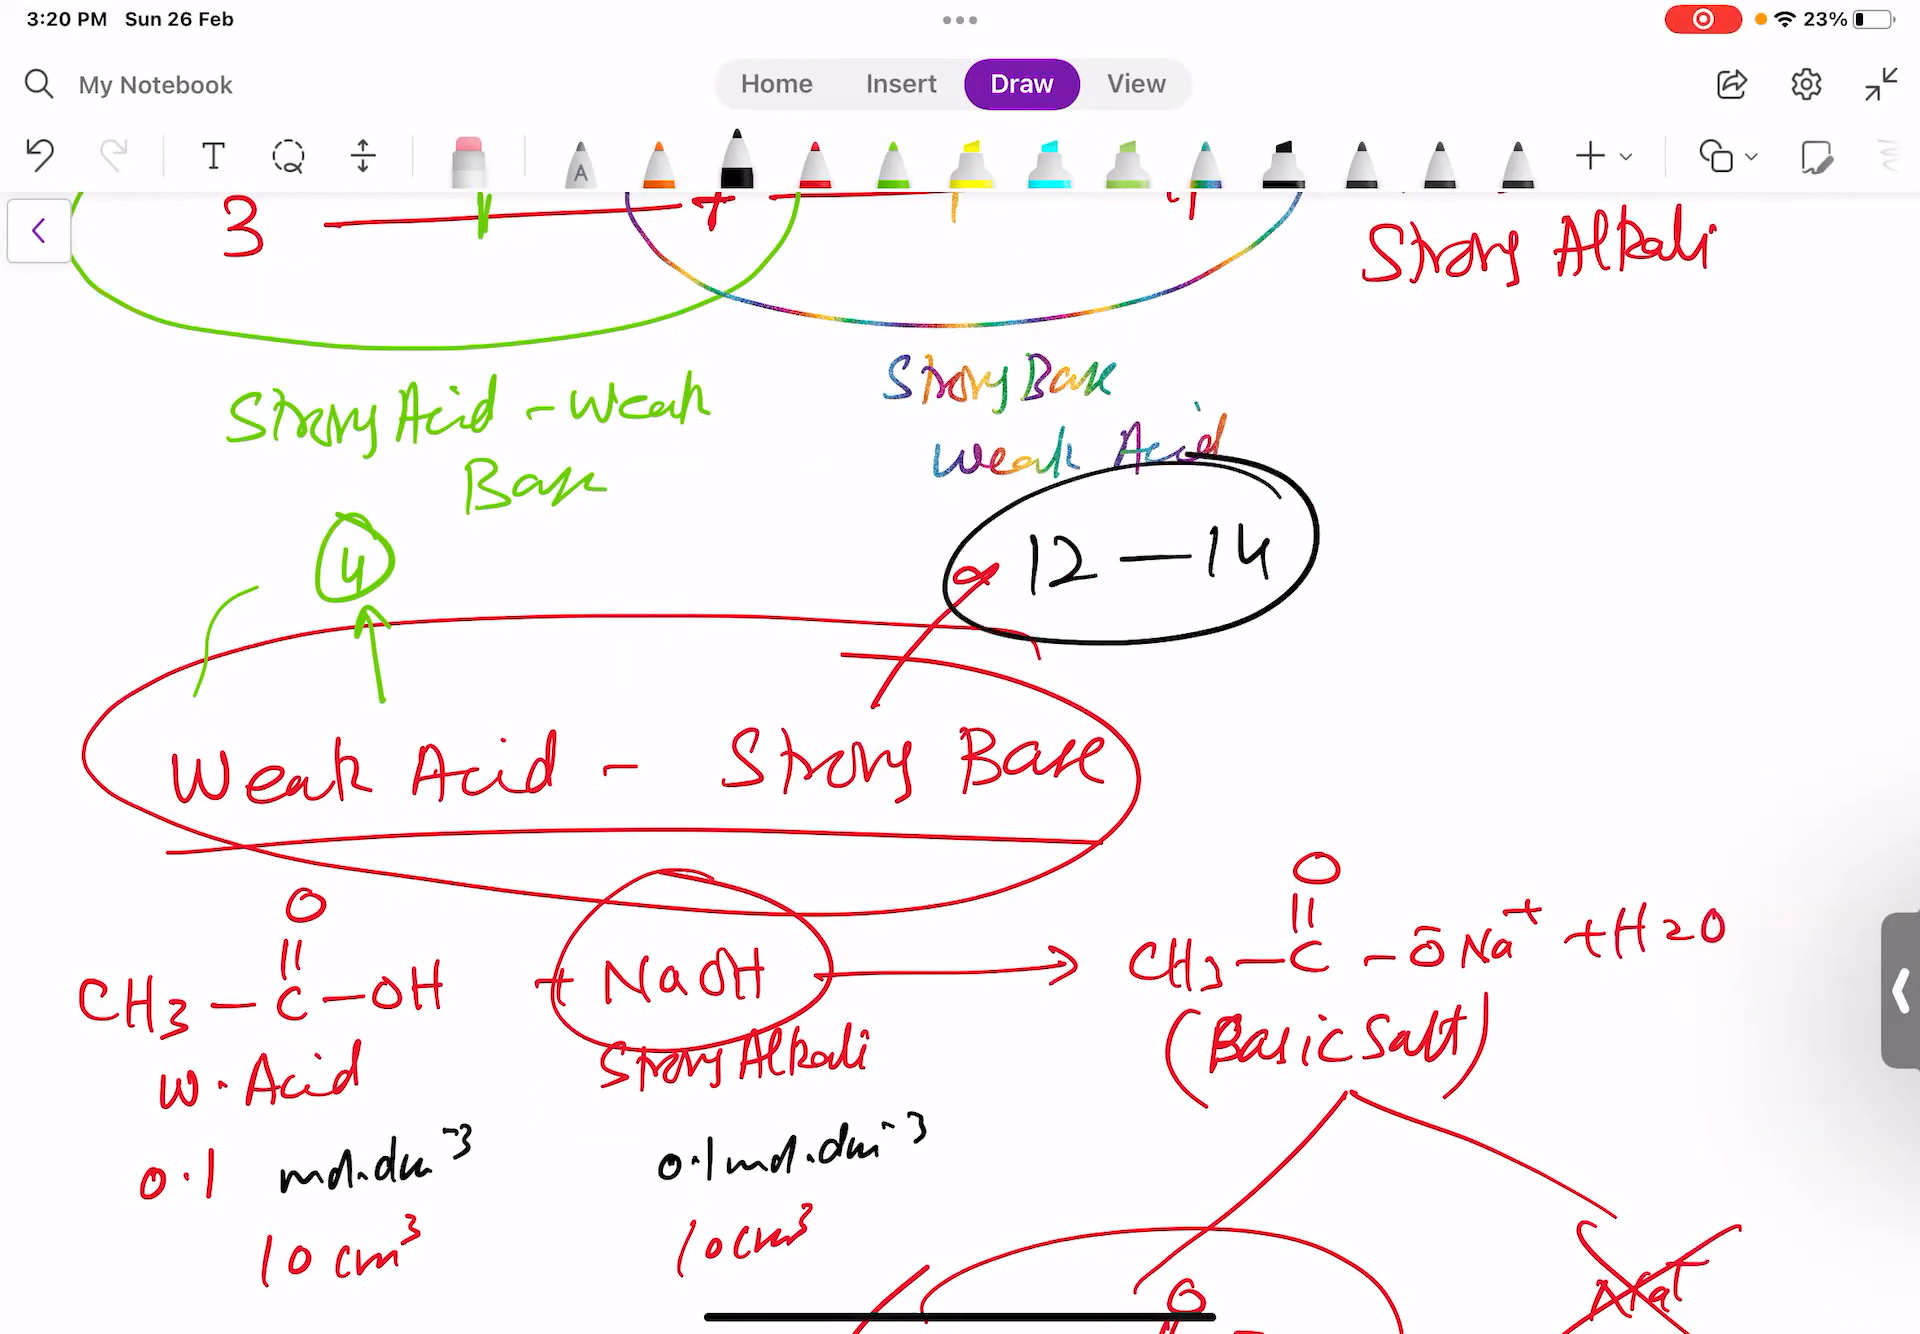 3:20 PM Sun 26 Feb
23%
My Notebook
Home Insert Draw View
T A
3
Strong Alkali
Strong Acid - Weak
Base
Strong Base
Weak Acid
4
12 — 14
Weak Acid - Strong Base
O
||
CH3 — C — OH + NaOH → CH3 — C — ŌNa+ + H2O
O
||
W. Acid
Strong Alkali
(Basic Salt)
0.1 mol.dm-3
0.1 mol.dm-3
10 cm3
10 cm3
O
Na+